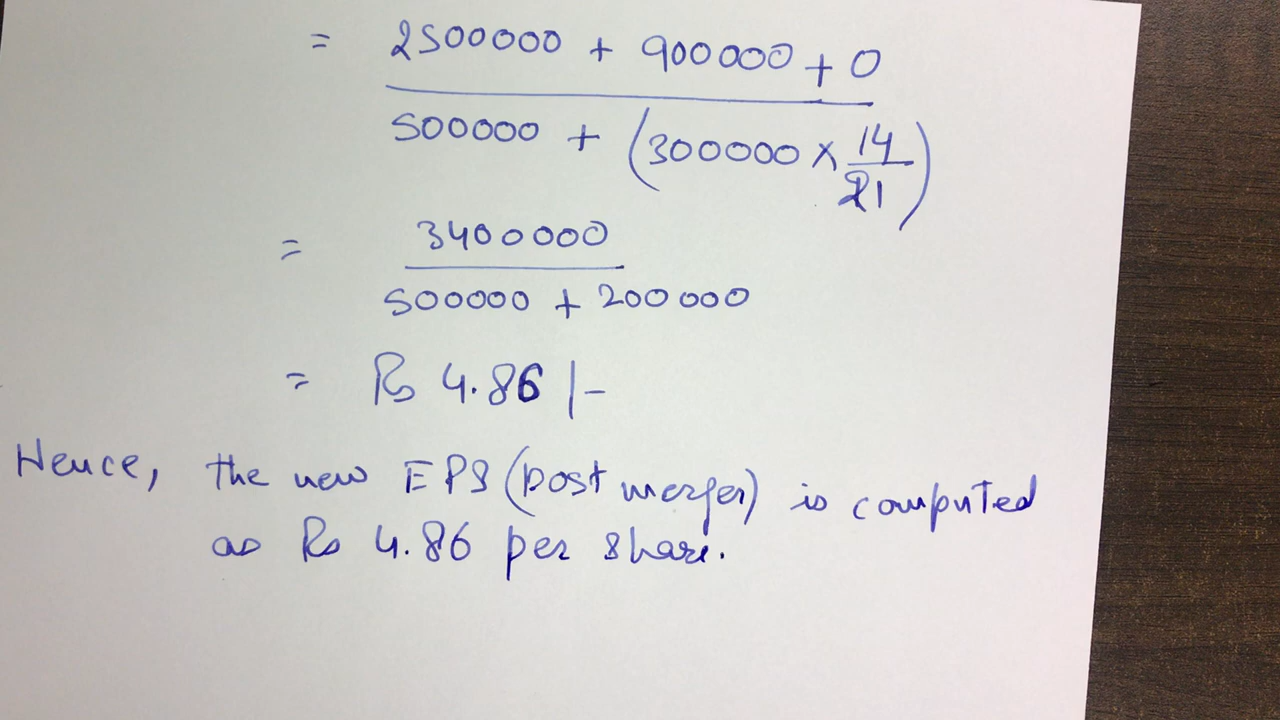 = 2500000 + 900000 + 0
500000 + (300000 × 14/21)
= 3400000
500000 + 200000
= Rs 4.86/-
Hence, the new EPS (post merger) is computed
as Rs 4.86 per share.